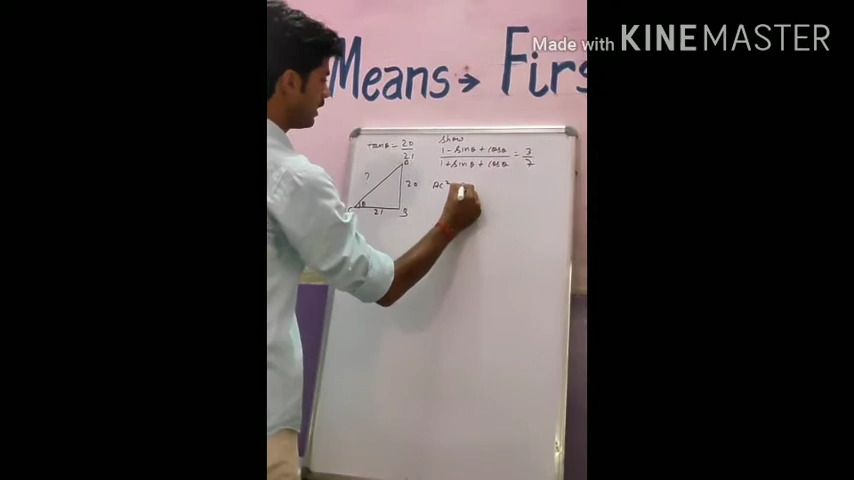 Made with KINEMASTER
Means → Firs
tanθ = 20/21
Show
1 - sinθ + cosθ / 1 + sinθ + cosθ = 3/7
A
?
20
C
θ
21
B
AC²